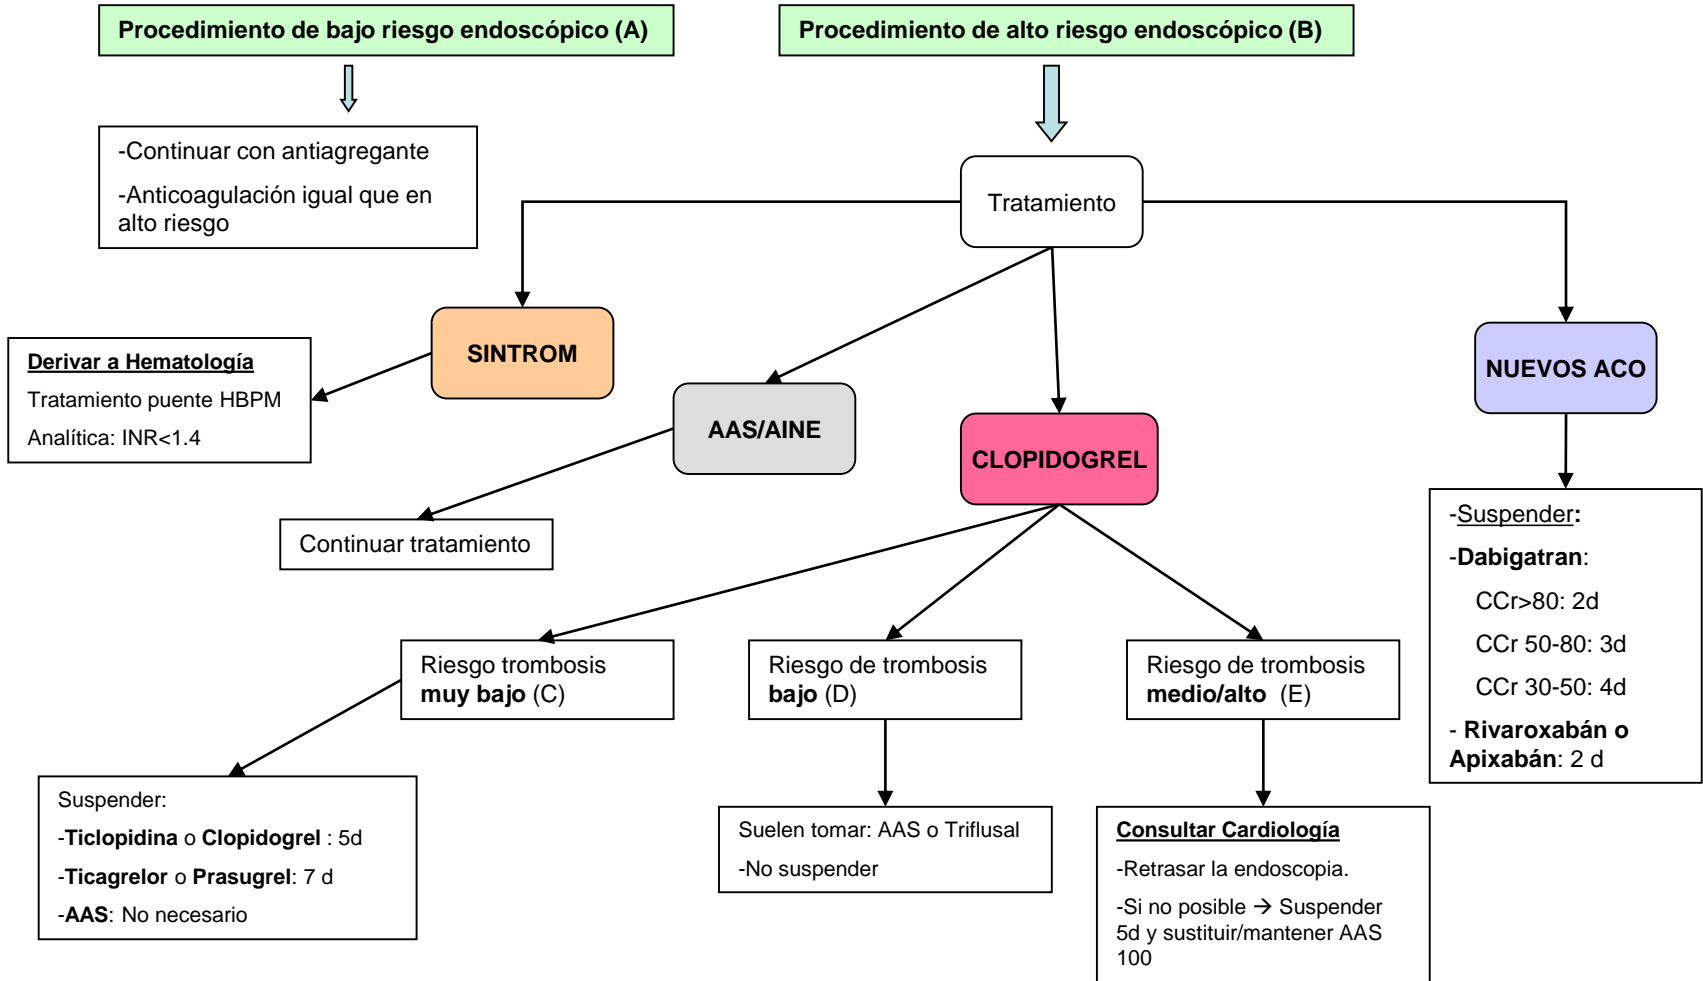 Procedimiento de bajo riesgo endoscópico (A)
Procedimiento de alto riesgo endoscópico (B)
-Continuar con antiagregante
-Anticoagulación igual que en
alto riesgo
Tratamiento
SINTROM
Derivar a Hematología
Tratamiento puente HBPM
Analítica: INR<1.4
AAS/AINE
Continuar tratamiento
CLOPIDOGREL
NUEVOS ACO
-Suspender:
-Dabigatran:
CCr>80: 2d
CCr 50-80: 3d
CCr 30-50: 4d
- Rivaroxabán o
Apixabán: 2 d
Riesgo trombosis
muy bajo (C)
Riesgo de trombosis
bajo (D)
Riesgo de trombosis
medio/alto (E)
Suspender:
-Ticlopidina o Clopidogrel : 5d
-Ticagrelor o Prasugrel: 7 d
-AAS: No necesario
Suelen tomar: AAS o Triflusal
-No suspender
Consultar Cardiología
-Retrasar la endoscopia.
-Si no posible → Suspender
5d y sustituir/mantener AAS
100